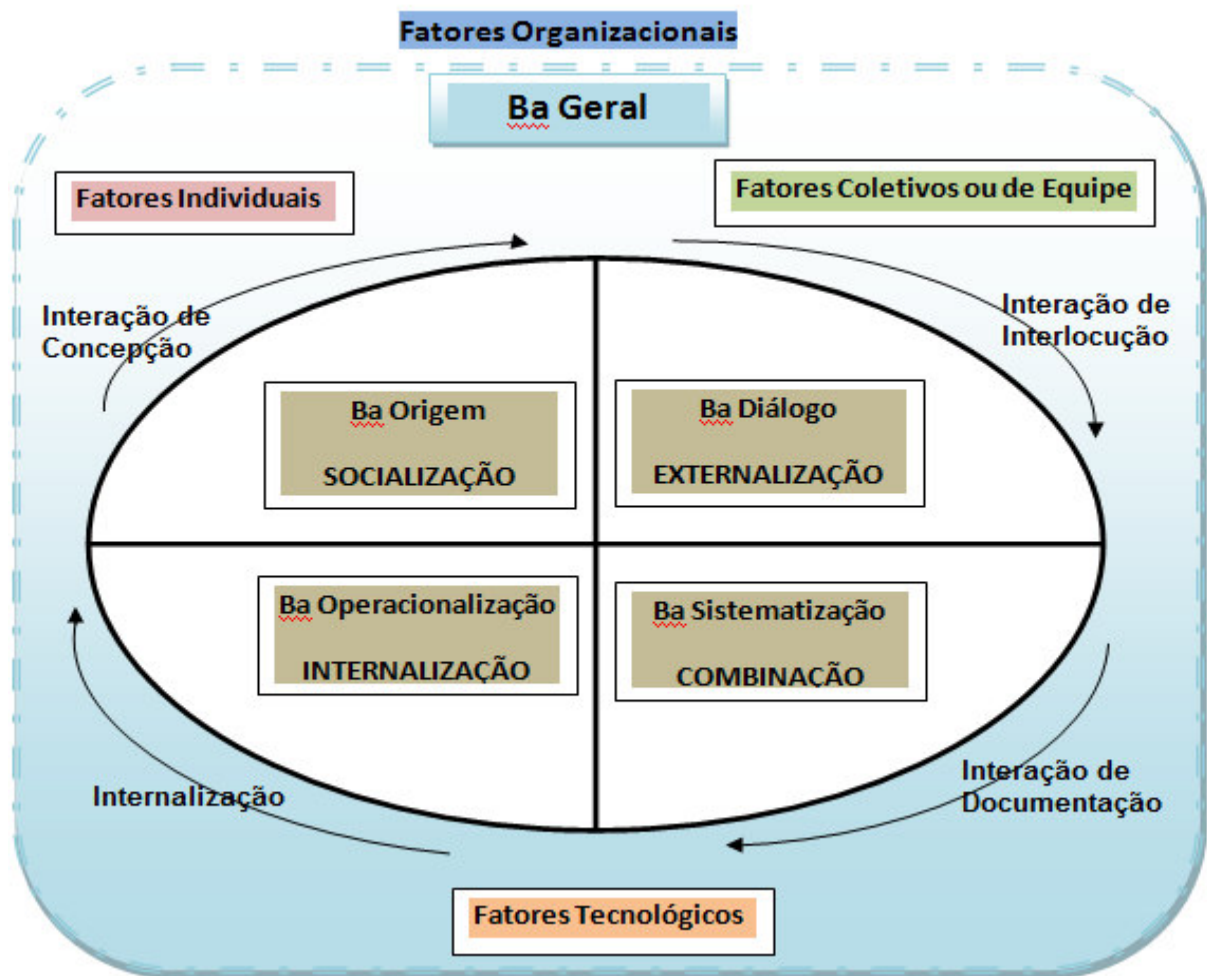 Fatores Organizacionais
Ba Geral
Fatores Individuais
Fatores Coletivos ou de Equipe
Interação de
Concepção
Interação de
Interlocução
Ba Origem
SOCIALIZAÇÃO
Ba Diálogo
EXTERNALIZAÇÃO
Ba Operacionalização
INTERNALIZAÇÃO
Ba Sistematização
COMBINAÇÃO
Internalização
Interação de
Documentação
Fatores Tecnológicos